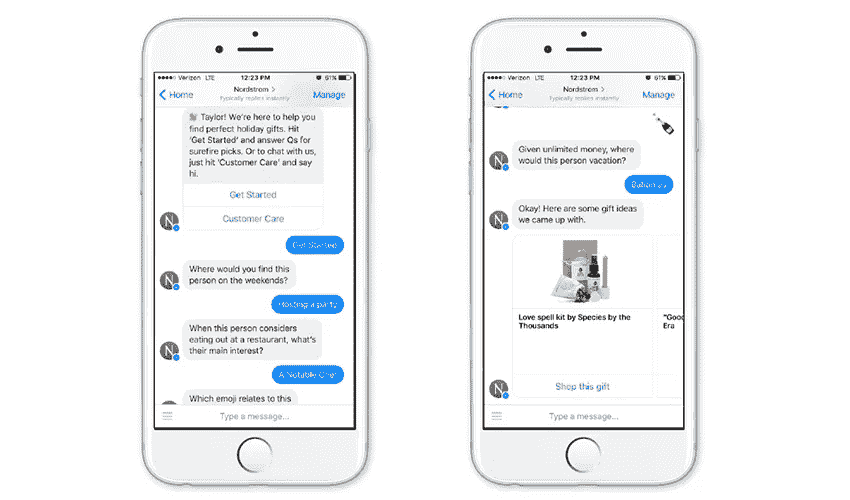 Verizon LTE 12:23 PM 61%
Home Nordstrom Manage
Typically replies instantly
Taylor! We're here to help you
find perfect holiday gifts. Hit
'Get Started' and answer Qs for
surefire picks. Or to chat with us,
just hit 'Customer Care' and say
hi.
Get Started
Customer Care
N
Get Started
Where would you find this
person on the weekends?
N
Hosting a party
When this person considers
eating out at a restaurant, what's
their main interest?
N
A Notable Chef
Which emoji relates to this
Type a message...
Verizon LTE 12:23 PM 61%
Home Nordstrom Manage
Typically replies instantly
Given unlimited money, where
would this person vacation?
N
Bahamas
Okay! Here are some gift ideas
we came up with.
N
Love spell kit by Species by the
Thousands
"Good
Era
Shop this gift
N
Type a message...